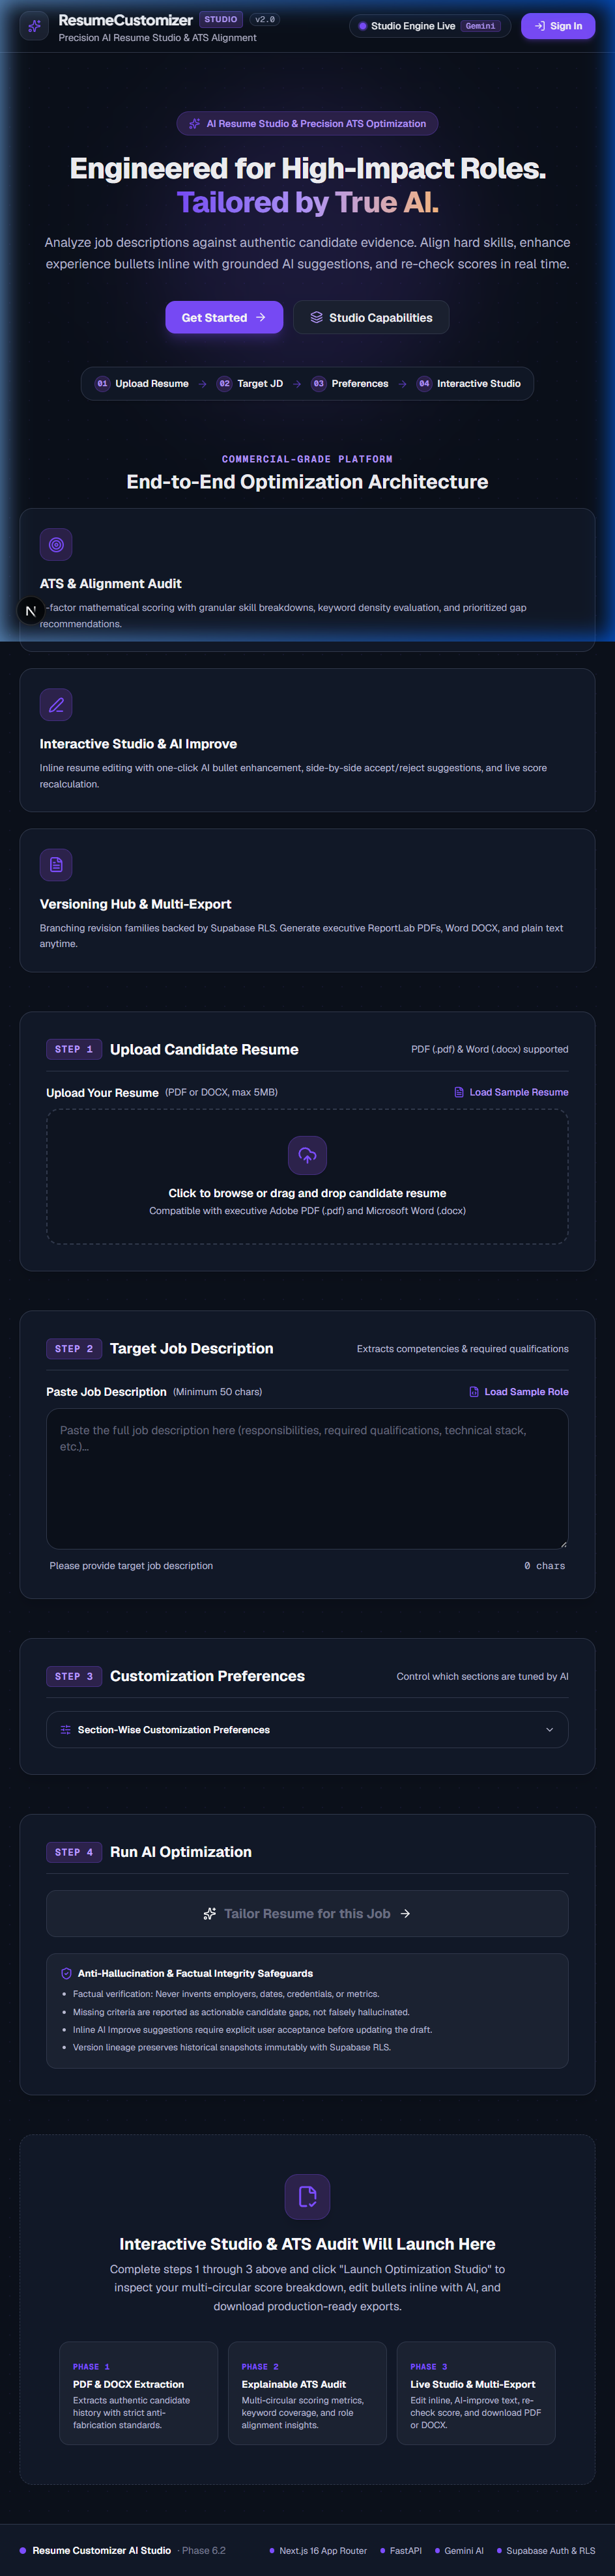 ResumeCustomizer STUDIO v2.0
Precision AI Resume Studio & ATS Alignment
Studio Engine Live Gemini
Sign In
AI Resume Studio & Precision ATS Optimization
Engineered for High-Impact Roles.
Tailored by True AI.
Analyze job descriptions against authentic candidate evidence. Align hard skills, enhance
experience bullets inline with grounded AI suggestions, and re-check scores in real time.
Get Started
Studio Capabilities
01 Upload Resume 02 Target JD 03 Preferences 04 Interactive Studio
COMMERCIAL-GRADE PLATFORM
End-to-End Optimization Architecture
ATS & Alignment Audit
N
-factor mathematical scoring with granular skill breakdowns, keyword density evaluation, and prioritized gap
recommendations.
Interactive Studio & AI Improve
Inline resume editing with one-click AI bullet enhancement, side-by-side accept/reject suggestions, and live score
recalculation.
Versioning Hub & Multi-Export
Branching revision families backed by Supabase RLS. Generate executive ReportLab PDFs, Word DOCX, and plain text
anytime.
STEP 1 Upload Candidate Resume
PDF (.pdf) & Word (.docx) supported
Upload Your Resume (PDF or DOCX, max 5MB)
Load Sample Resume
Click to browse or drag and drop candidate resume
Compatible with executive Adobe PDF (.pdf) and Microsoft Word (.docx)
STEP 2 Target Job Description
Extracts competencies & required qualifications
Paste Job Description (Minimum 50 chars)
Load Sample Role
Paste the full job description here (responsibilities, required qualifications, technical stack,
etc.)...
Please provide target job description
0 chars
STEP 3 Customization Preferences
Control which sections are tuned by AI
Section-Wise Customization Preferences
STEP 4 Run AI Optimization
Tailor Resume for this Job
Anti-Hallucination & Factual Integrity Safeguards
• Factual verification: Never invents employers, dates, credentials, or metrics.
• Missing criteria are reported as actionable candidate gaps, not falsely hallucinated.
• Inline AI Improve suggestions require explicit user acceptance before updating the draft.
• Version lineage preserves historical snapshots immutably with Supabase RLS.
Interactive Studio & ATS Audit Will Launch Here
Complete steps 1 through 3 above and click "Launch Optimization Studio" to
inspect your multi-circular score breakdown, edit bullets inline with AI, and
download production-ready exports.
PHASE 1
PDF & DOCX Extraction
Extracts authentic candidate
history with strict anti-
fabrication standards.
PHASE 2
Explainable ATS Audit
Multi-circular scoring metrics,
keyword coverage, and role
alignment insights.
PHASE 3
Live Studio & Multi-Export
Edit inline, AI-improve text, re-
check score, and download PDF
or DOCX.
Resume Customizer AI Studio · Phase 6.2
Next.js 16 App Router FastAPI Gemini AI Supabase Auth & RLS